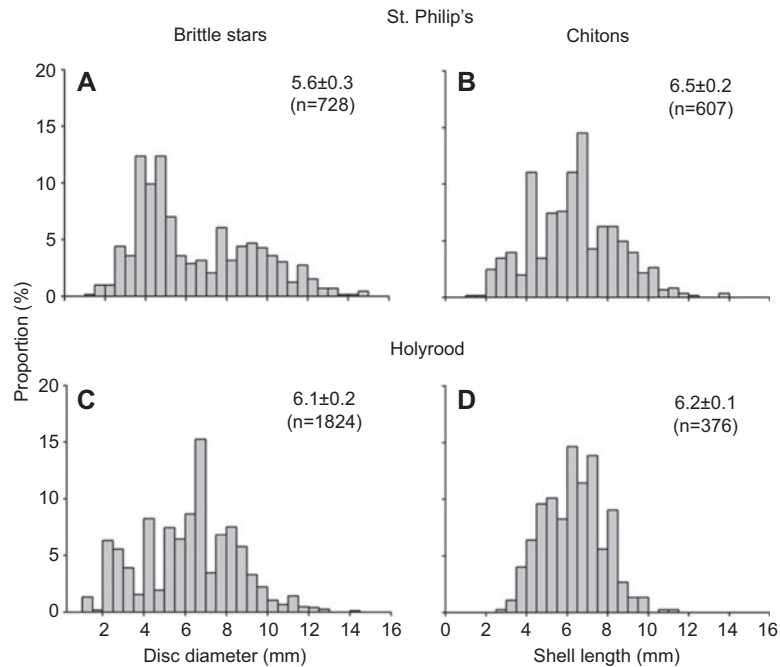 St. Philip's
Brittle stars
Chitons
20
15
10
5
0
A
5.6±0.3
(n=728)
B
6.5±0.2
(n=607)
Proportion (%)
Holyrood
20
15
10
5
0
C
6.1±0.2
(n=1824)
D
6.2±0.1
(n=376)
2 4 6 8 10 12 14 16
0 2 4 6 8 10 12 14 16
Disc diameter (mm)
Shell length (mm)